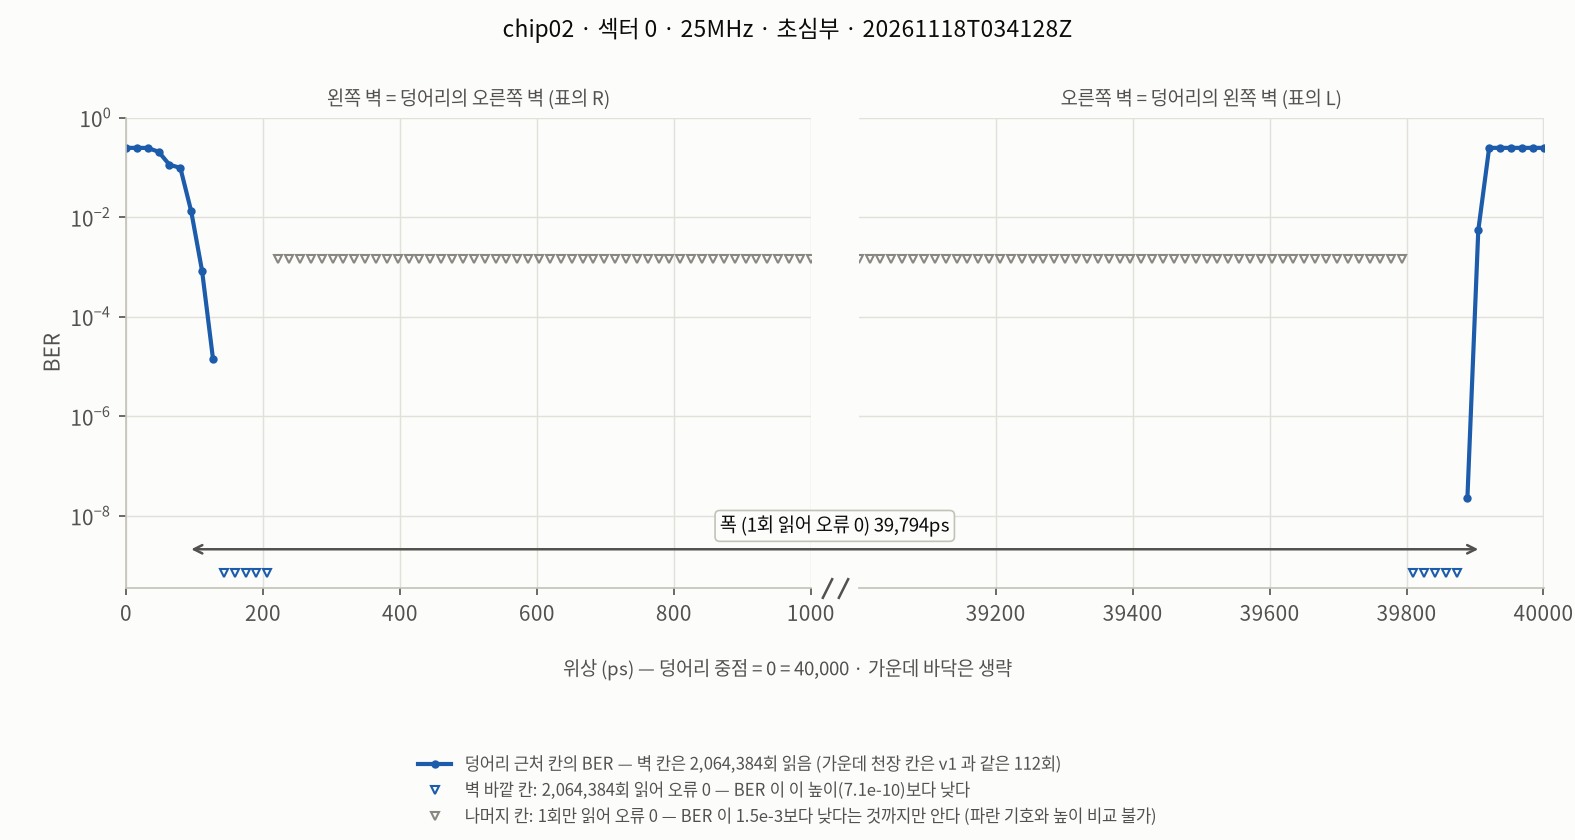 chip02 · 섹터 0 · 25MHz · 초심부 · 20261118T034128Z
왼쪽 벽 = 덩어리의 오른쪽 벽 (표의 R)
오른쪽 벽 = 덩어리의 왼쪽 벽 (표의 L)
10⁰
10⁻²
10⁻⁴
10⁻⁶
10⁻⁸
BER
폭 (1회 읽어 오류 0) 39,794ps
0 200 400 600 800 1000 39200 39400 39600 39800 40000
위상 (ps) — 덩어리 중점 = 0 = 40,000 · 가운데 바닥은 생략
덩어리 근처 칸의 BER — 벽 칸은 2,064,384회 읽음 (가운데 천장 칸은 v1 과 같은 112회)
벽 바깥 칸: 2,064,384회 읽어 오류 0 — BER 이 이 높이(7.1e-10)보다 낮다
나머지 칸: 1회만 읽어 오류 0 — BER 이 1.5e-3보다 낮다는 것까지만 안다 (파란 기호와 높이 비교 불가)